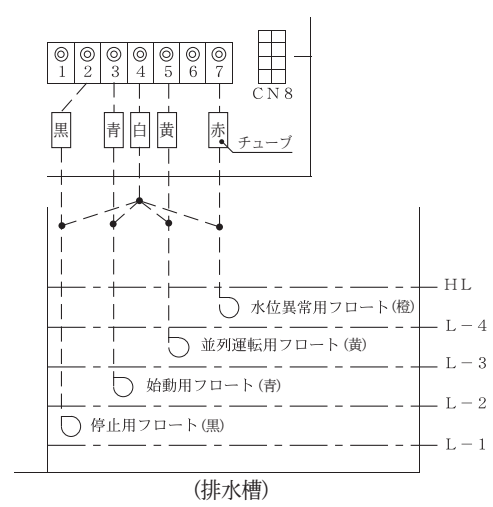 1 2 3 4 5 6 7
CN8
黒 青 白 黄 赤
チューブ
HL
水位異常用フロート(橙)
L-4
並列運転用フロート(黄)
L-3
始動用フロート(青)
L-2
停止用フロート(黒)
L-1
(排水槽)